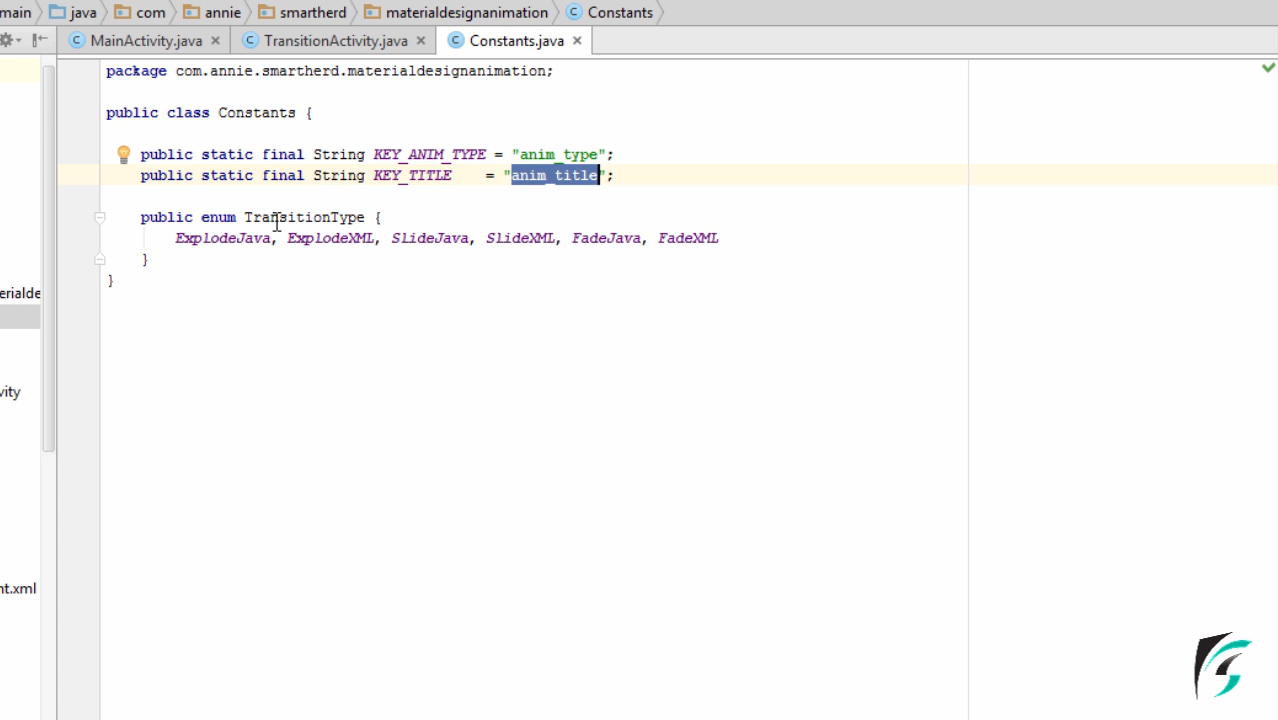 main java com annie smartherd materialdesignanimation Constants
MainActivity.java TransitionActivity.java Constants.java
package com.annie.smartherd.materialdesignanimation;
public class Constants {
public static final String KEY_ANIM_TYPE = "anim_type";
public static final String KEY_TITLE    = "anim_title";
public enum TransitionType {
ExplodeJava, ExplodeXML, SlideJava, SlideXML, FadeJava, FadeXML
}
}
erialde
vity
nt.xml